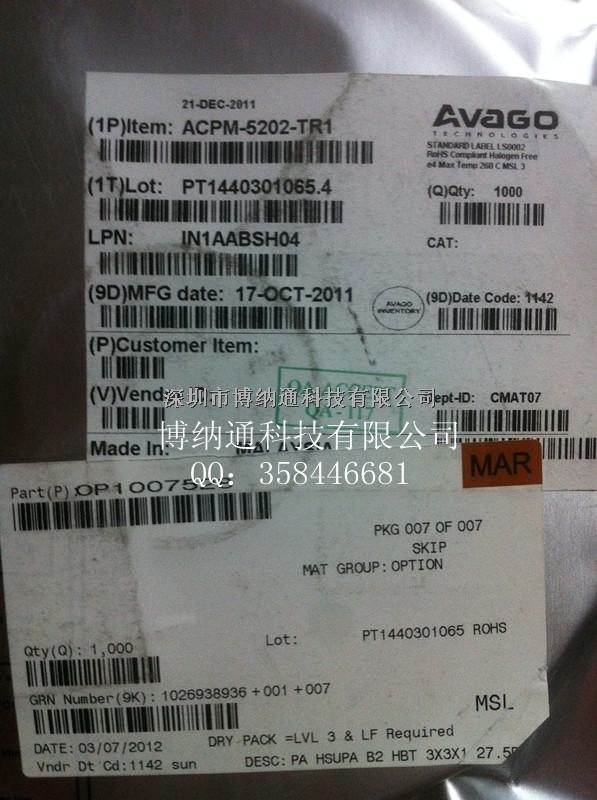 21-DEC-2011
(1P)Item: ACPM-5202-TR1
AVAGO
TECHNOLOGIES
STANDARD LABEL LS0002
RoHS Compliant Halogen Free
e4 Max Temp 260 C MSL 3
(1T)Lot: PT1440301065.4
(Q)Qty: 1000
LPN: IN1AABSH04
CAT:
(9D)MFG date: 17-OCT-2011
AVAGO
INVENTORY
(9D)Date Code: 1142
(P)Customer Item:
深圳市博纳通科技有限公司
QA-117
ept-ID: CMAT07
博纳通科技有限公司
Made In:
QQ: 358446681
MAR
Part(P):
PKG 007 OF 007
SKIP
MAT GROUP:OPTION
Lot: PT1440301065 ROHS
Qty(Q): 1,000
GRN Number(9K): 1026938936 +001 +007
MSL
DRY PACK =LVL 3 & LF Required
DATE: 03/07/2012
Vndr Dt Cd:1142 sun
DESC: PA HSUPA B2 HBT 3X3X1